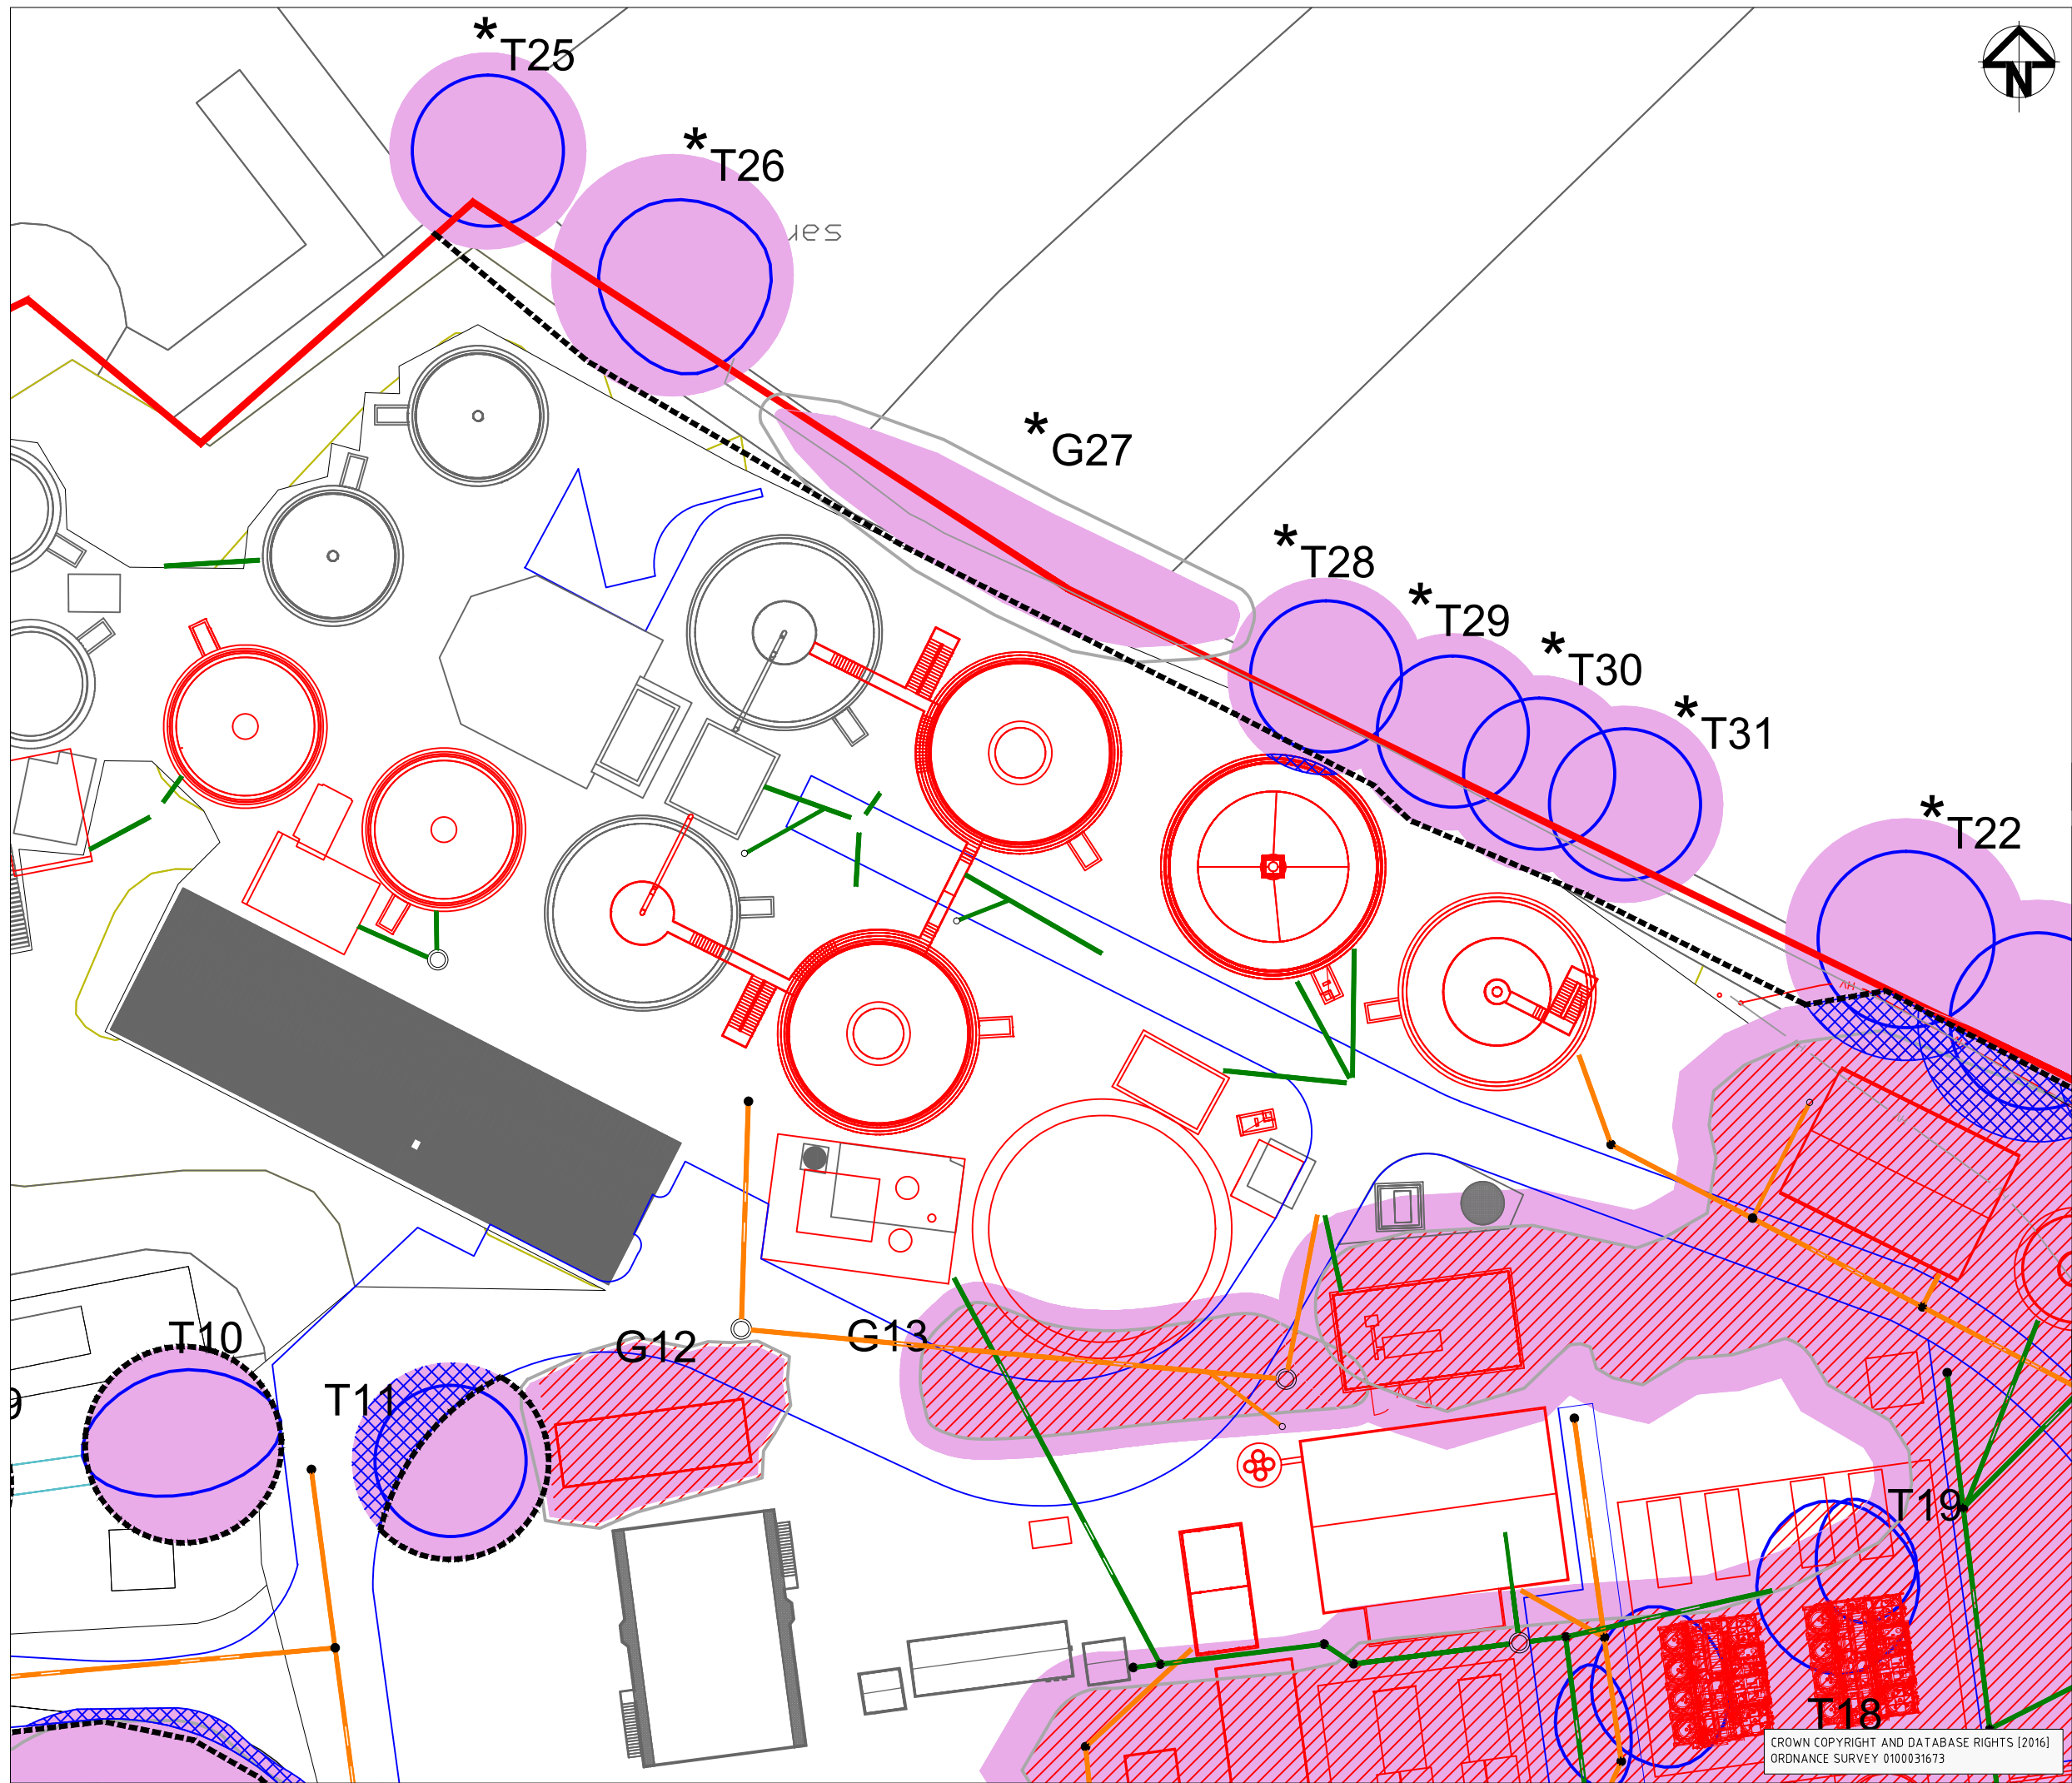 *T25
N
*T26
*G27
*T28
*T29
*T30
*T31
*T22
T10
G12
G13
T11
9
T19
T18
CROWN COPYRIGHT AND DATABASE RIGHTS [2016]
ORDNANCE SURVEY 0100031673